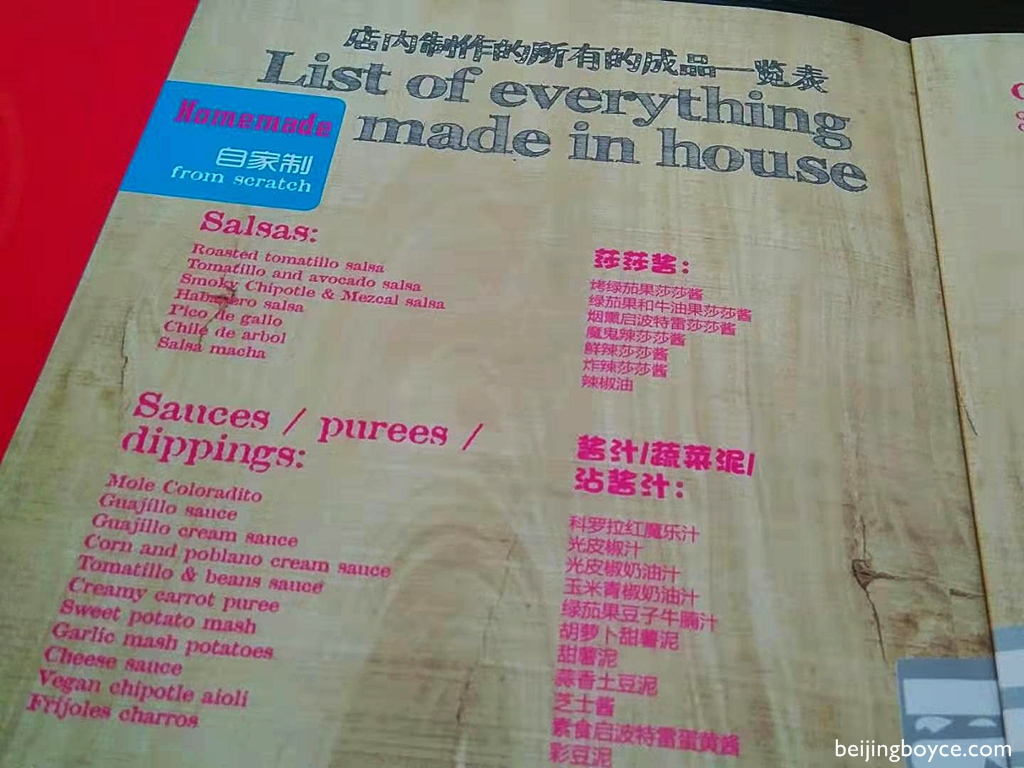 店内制作的所有的成品一览表
List of everything
made in house
Homemade
自家制
from scratch
Salsas:
Roasted tomatillo salsa
Tomatillo and avocado salsa
Smoky Chipotle & Mezcal salsa
Habanero salsa
Pico de gallo
Chile de arbol
Salsa macha
莎莎酱:
烤绿茄果莎莎酱
绿茄果和牛油果莎莎酱
烟熏启波特雷莎莎酱
魔鬼辣莎莎酱
鲜辣莎莎酱
炸辣莎莎酱
辣椒油
Sauces / purees /
dippings:
Mole Coloradito
Guajillo sauce
Guajillo cream sauce
Corn and poblano cream sauce
Tomatillo & beans sauce
Creamy carrot puree
Sweet potato mash
Garlic mash potatoes
Cheese sauce
Vegan chipotle aioli
Frijoles charros
酱汁/蔬菜泥/
沾酱汁:
科罗拉红魔乐汁
光皮椒汁
光皮椒奶油汁
玉米青椒奶油汁
绿茄果豆子牛腩汁
胡萝卜甜薯泥
甜薯泥
蒜香土豆泥
芝士酱
素食启波特雷蛋黄酱
彩豆泥
beijingboyce.com